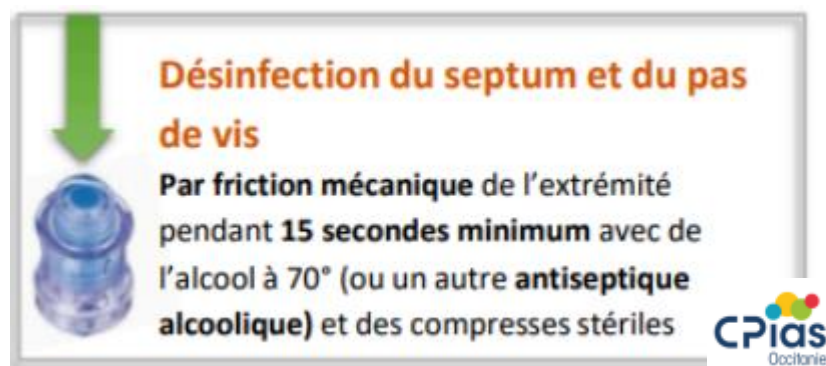 Désinfection du septum et du pas
de vis
Par friction mécanique de l’extrémité
pendant 15 secondes minimum avec de
l’alcool à 70° (ou un autre antiseptique
alcoolique) et des compresses stériles
CPias
Occitanie